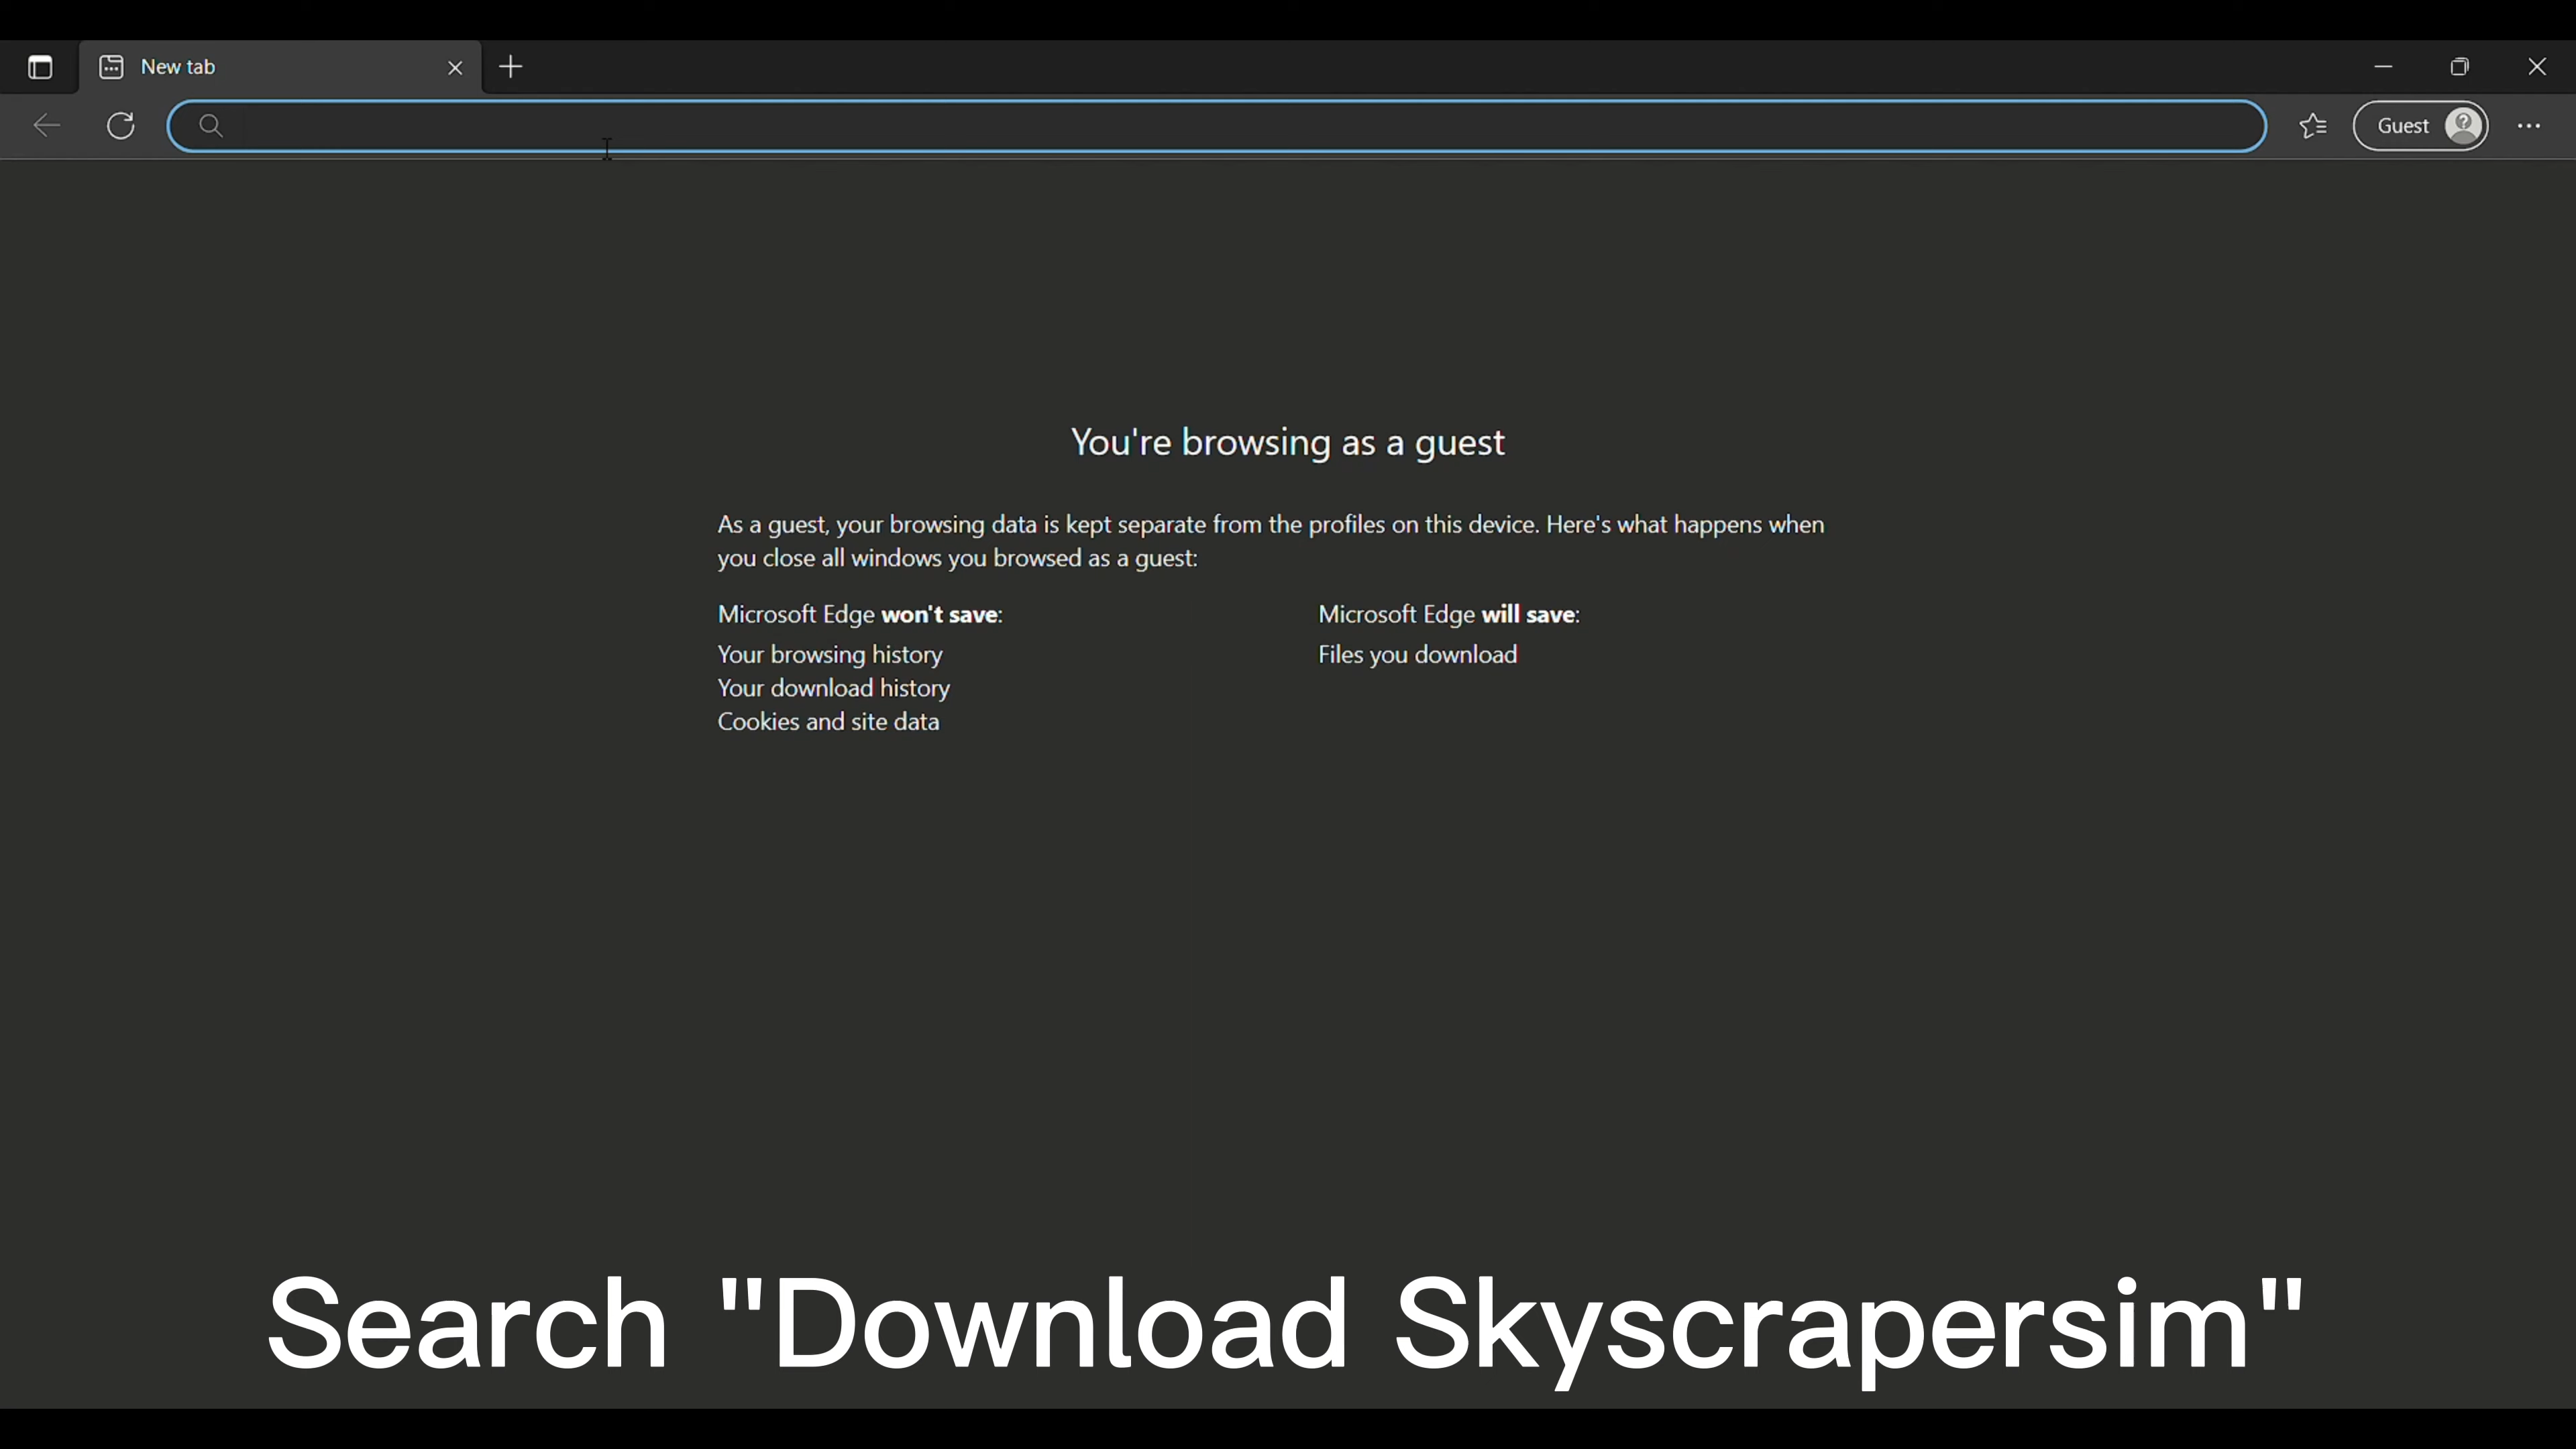 New tab
Guest
You're browsing as a guest
As a guest, your browsing data is kept separate from the profiles on this device. Here's what happens when
you close all windows you browsed as a guest:
Microsoft Edge won't save:
Your browsing history
Your download history
Cookies and site data
Microsoft Edge will save:
Files you download
Search "Download Skyscrapersim"